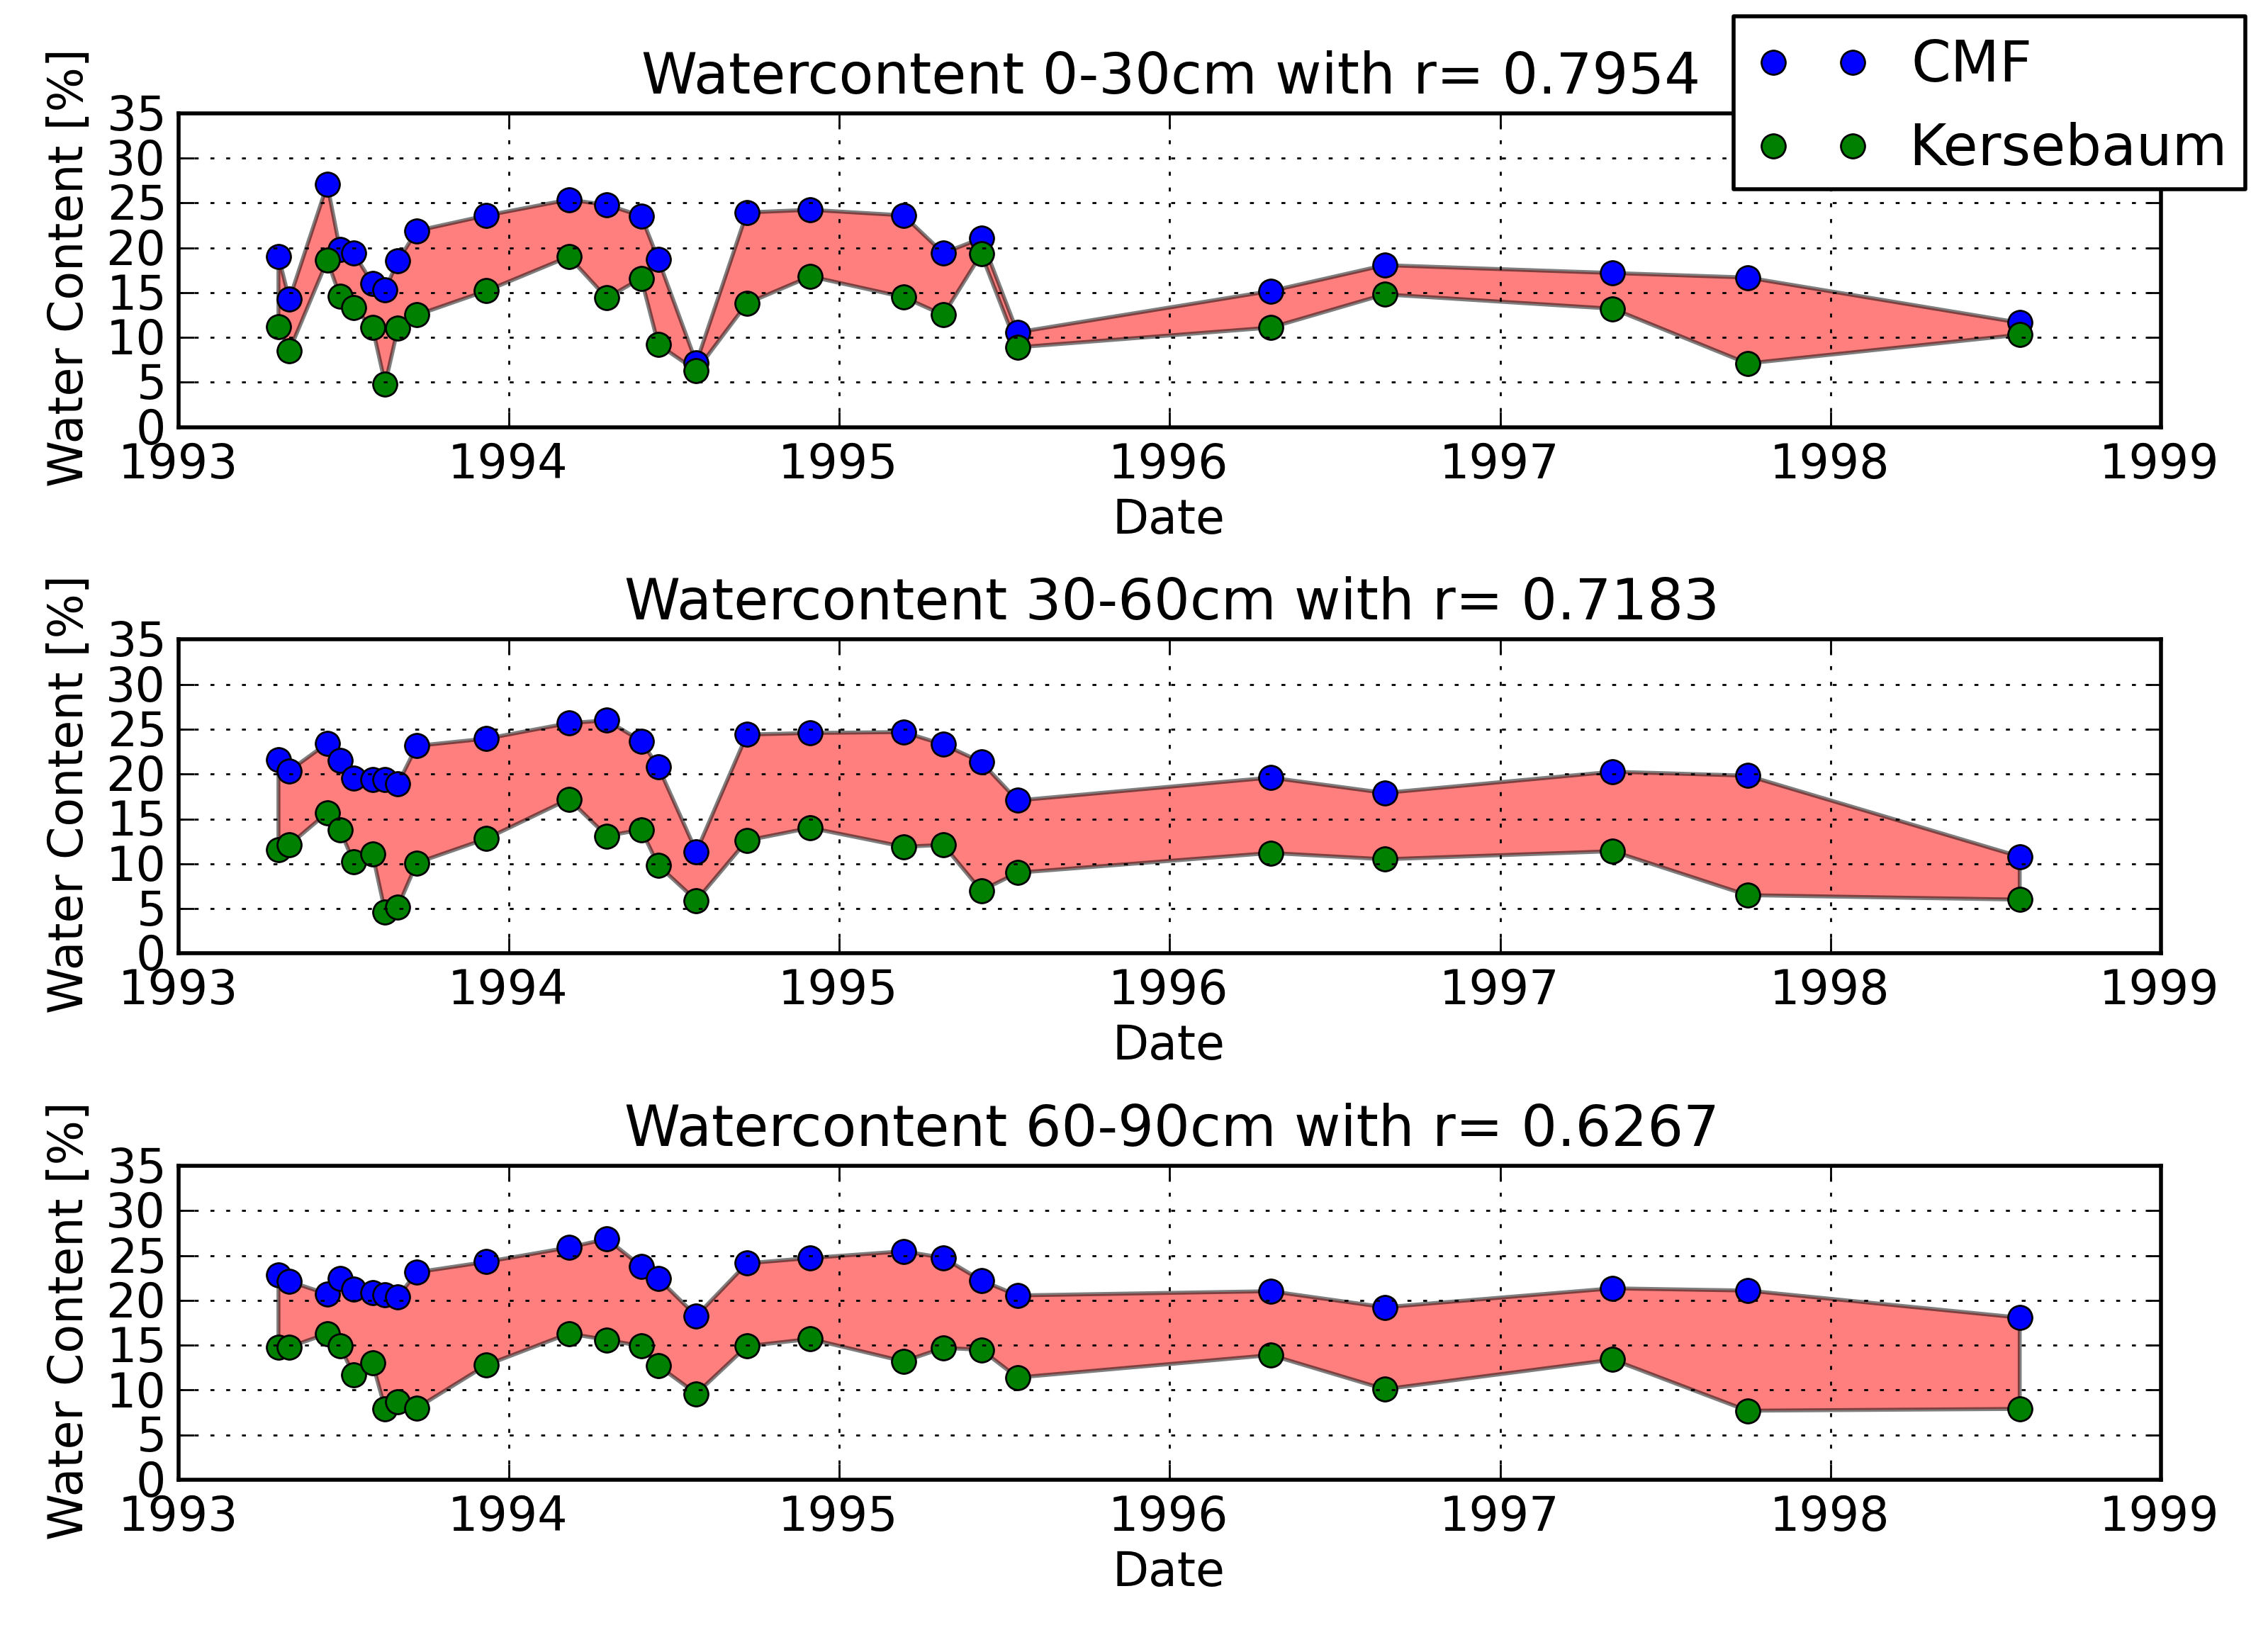 Watercontent 0-30cm with r= 0.7954
CMF
Kersebaum
Water Content [%]
35
30
25
20
15
10
5
0
1993 1994 1995 1996 1997 1998 1999
Date
Watercontent 30-60cm with r= 0.7183
Water Content [%]
35
30
25
20
15
10
5
0
1993 1994 1995 1996 1997 1998 1999
Date
Watercontent 60-90cm with r= 0.6267
Water Content [%]
35
30
25
20
15
10
5
0
1993 1994 1995 1996 1997 1998 1999
Date